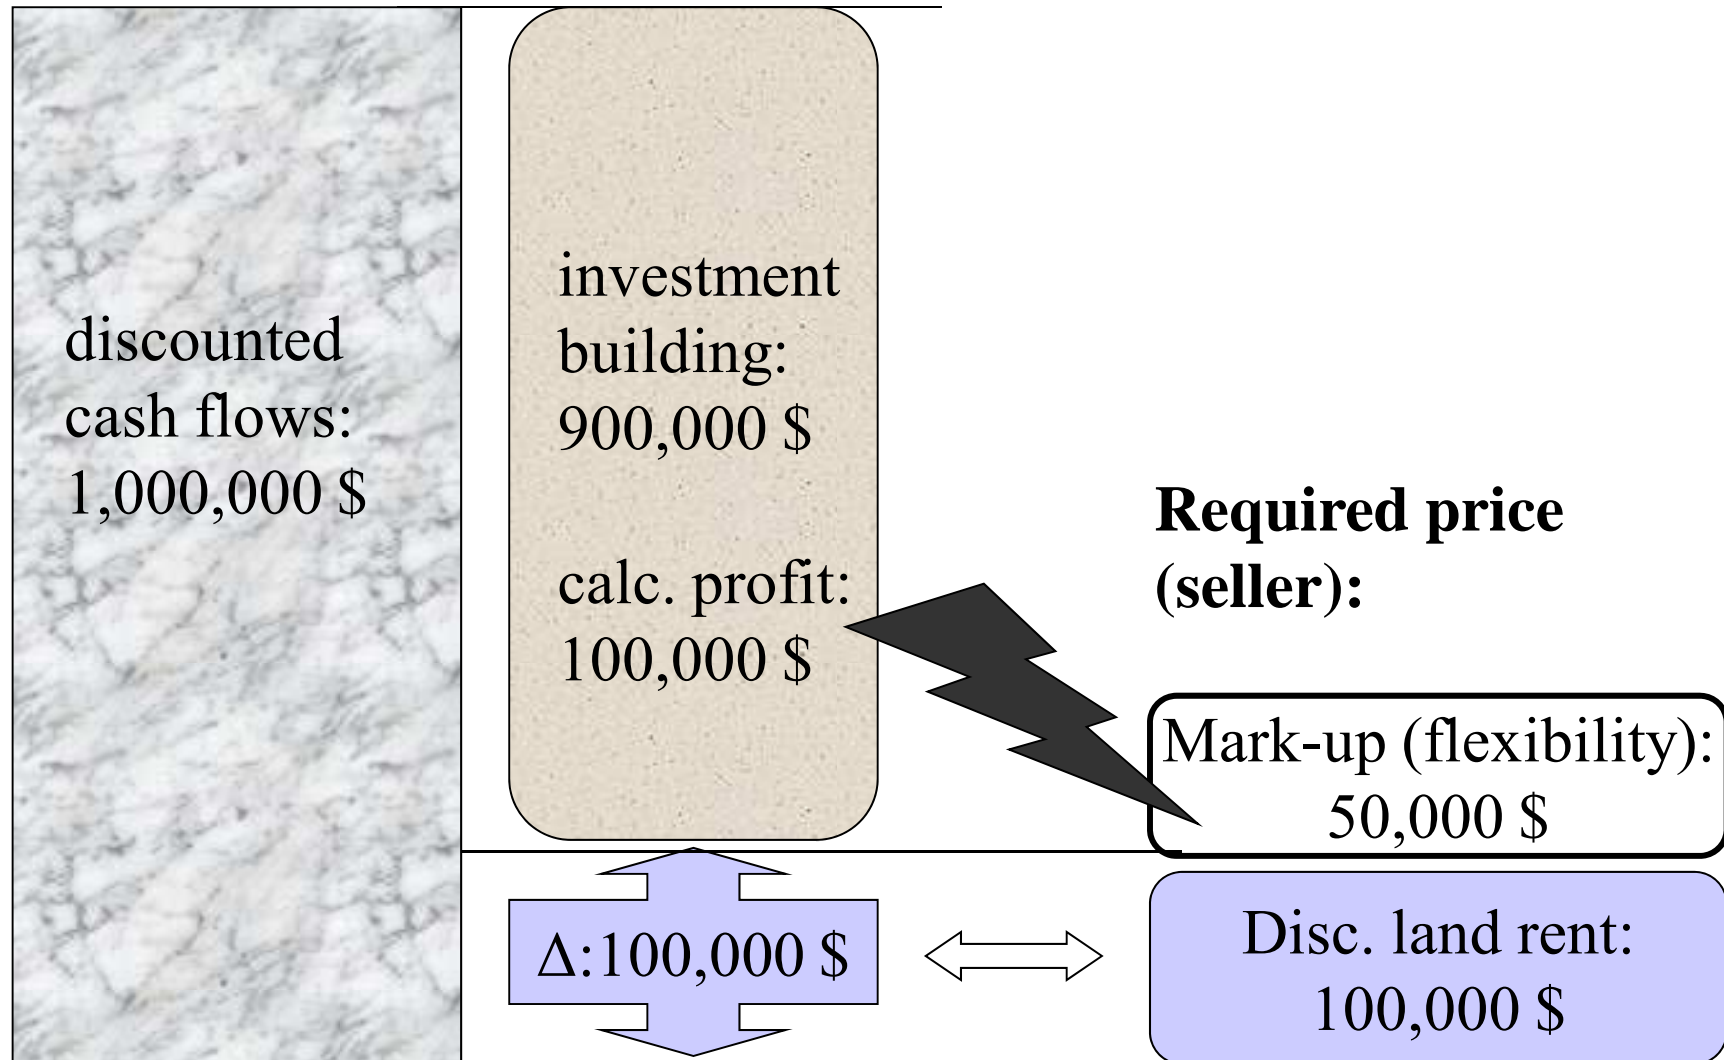 discounted
cash flows:
1,000,000 $
investment
building:
900,000 $
calc. profit:
100,000 $
Δ:100,000 $
Required price
(seller):
Mark-up (flexibility):
50,000 $
Disc. land rent:
100,000 $